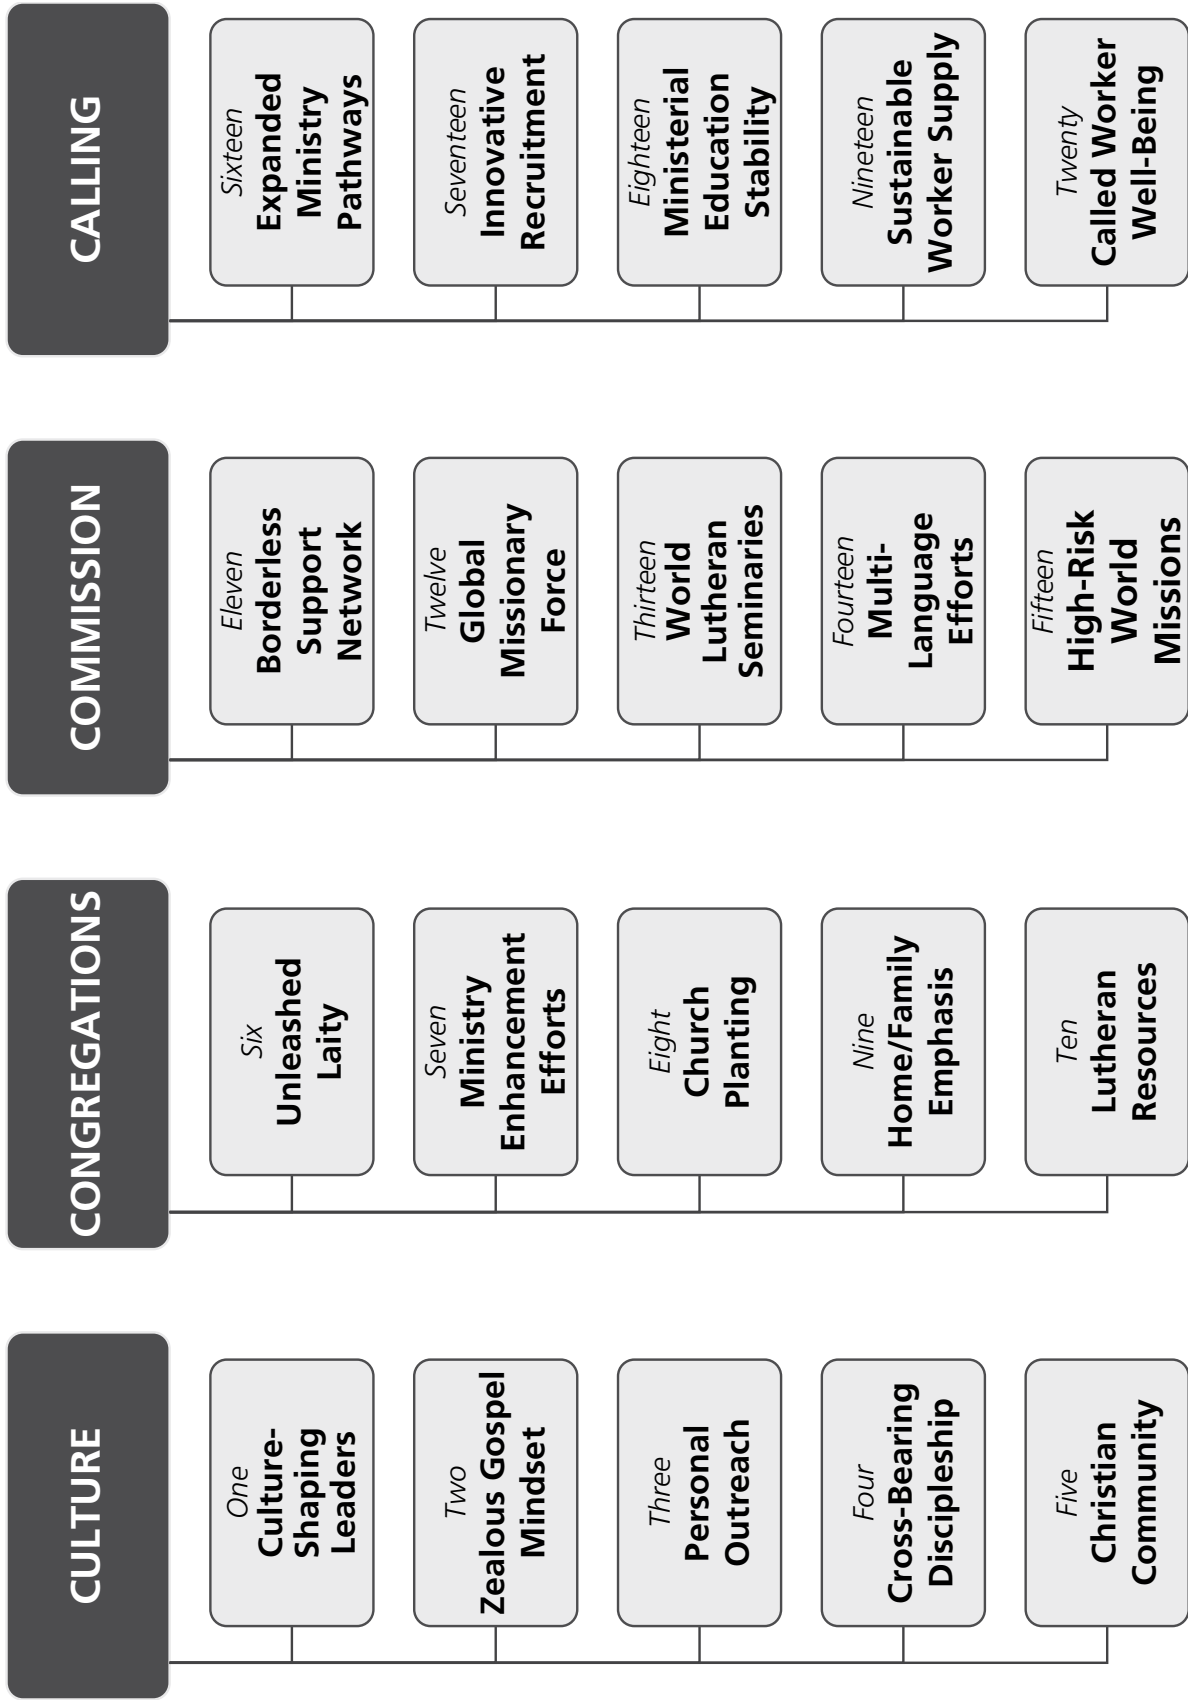 CULTURE
One
Culture-
Shaping
Leaders
Two
Zealous Gospel
Mindset
Three
Personal
Outreach
Four
Cross-Bearing
Discipleship
Five
Christian
Community
CONGREGATIONS
Six
Unleashed
Laity
Seven
Ministry
Enhancement
Efforts
Eight
Church
Planting
Nine
Home/Family
Emphasis
Ten
Lutheran
Resources
COMMISSION
Eleven
Borderless
Support
Network
Twelve
Global
Missionary
Force
Thirteen
World
Lutheran
Seminaries
Fourteen
Multi-
Language
Efforts
Fifteen
High-Risk
World
Missions
CALLING
Sixteen
Expanded
Ministry
Pathways
Seventeen
Innovative
Recruitment
Eighteen
Ministerial
Education
Stability
Nineteen
Sustainable
Worker Supply
Twenty
Called Worker
Well-Being